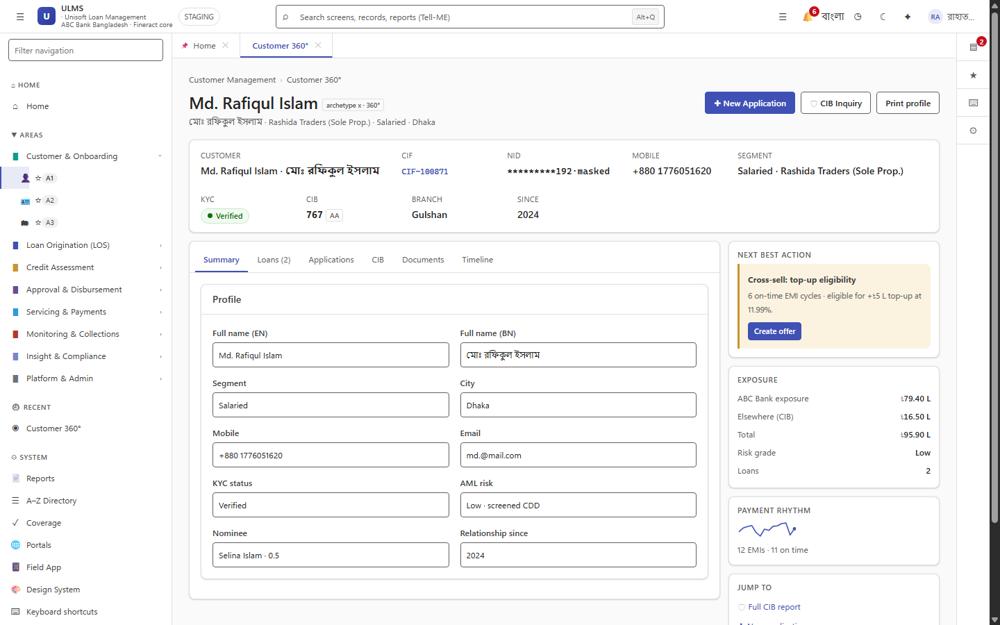 ULMS
U
· Unisoft Loan Management
ABC Bank Bangladesh · Fineract core
STAGING
Search screens, records, reports (Tell-ME)
Alt+Q
6
বাংলা
RA
রাহাত...
Filter navigation
HOME
Home
AREAS
Customer & Onboarding
A1
A2
A3
Loan Origination (LOS)
Credit Assessment
Approval & Disbursement
Servicing & Payments
Monitoring & Collections
Insight & Compliance
Platform & Admin
RECENT
Customer 360°
SYSTEM
Reports
A–Z Directory
Coverage
Portals
Field App
Design System
Keyboard shortcuts
Home
Customer 360°
2
Customer Management › Customer 360°
Md. Rafiqul Islam
archetype x · 360°
মোঃ রফিকুল ইসলাম · Rashida Traders (Sole Prop.) · Salaried · Dhaka
New Application
CIB Inquiry
Print profile
CUSTOMER
Md. Rafiqul Islam · মোঃ রফিকুল ইসলাম
CIF
CIF-100871
NID
*********192·masked
MOBILE
+880 1776051620
SEGMENT
Salaried · Rashida Traders (Sole Prop.)
KYC
Verified
CIB
767 AA
BRANCH
Gulshan
SINCE
2024
Summary
Loans (2)
Applications
CIB
Documents
Timeline
Profile
Full name (EN)
Md. Rafiqul Islam
Full name (BN)
মোঃ রফিকুল ইসলাম
Segment
Salaried
City
Dhaka
Mobile
+880 1776051620
Email
md.@mail.com
KYC status
Verified
AML risk
Low · screened CDD
Nominee
Selina Islam · 0.5
Relationship since
2024
NEXT BEST ACTION
Cross-sell: top-up eligibility
6 on-time EMI cycles · eligible for +৳5 L top-up at
11.99%.
Create offer
EXPOSURE
ABC Bank exposure ৳79.40 L
Elsewhere (CIB) ৳16.50 L
Total ৳95.90 L
Risk grade Low
Loans 2
PAYMENT RHYTHM
12 EMIs · 11 on time
JUMP TO
Full CIB report